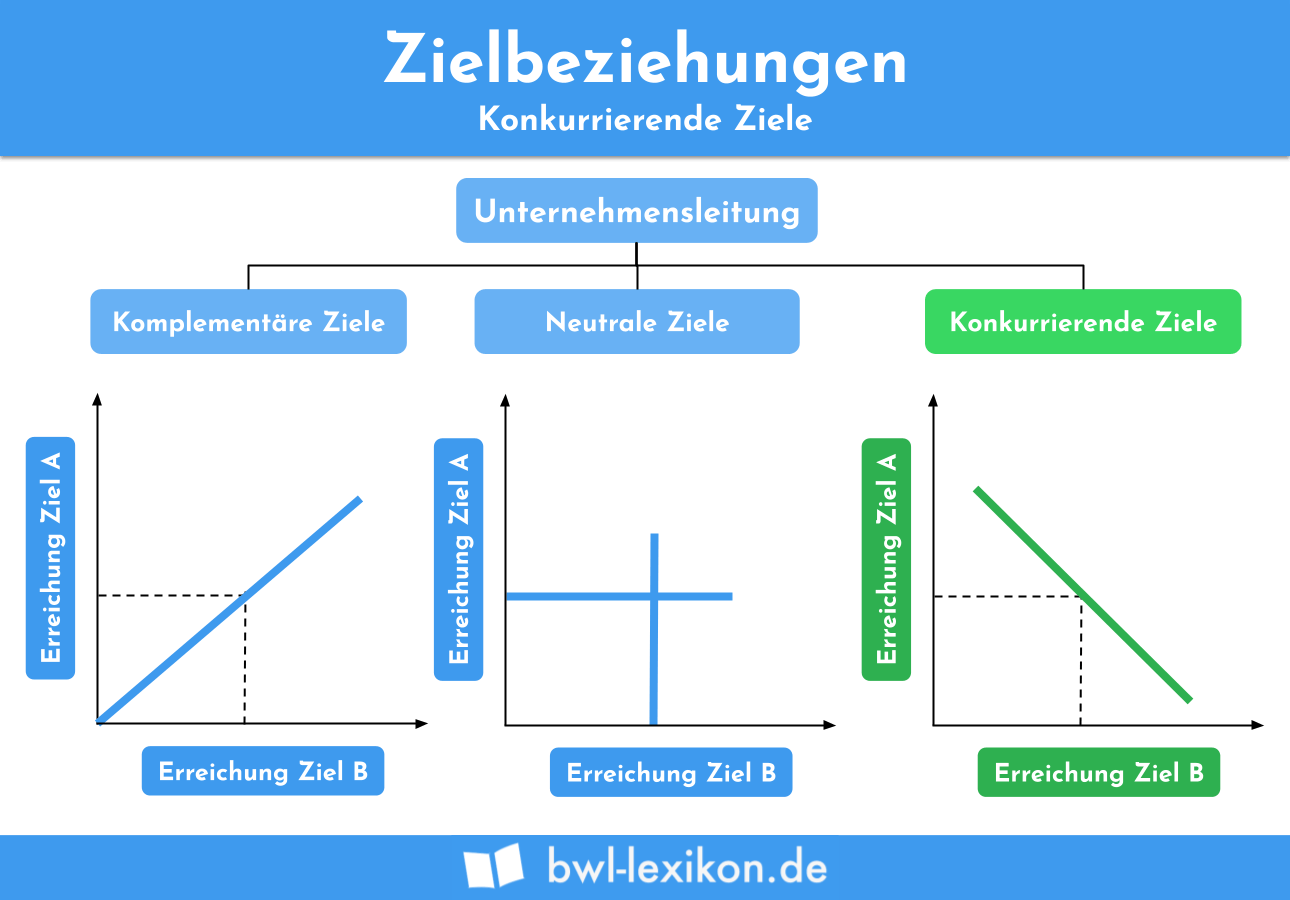 Zielbeziehungen
Konkurrierende Ziele
Unternehmensleitung
Komplementäre Ziele
Neutrale Ziele
Konkurrierende Ziele
Erreichung Ziel A
Erreichung Ziel A
Erreichung Ziel A
Erreichung Ziel B
Erreichung Ziel B
Erreichung Ziel B
bwl-lexikon.de